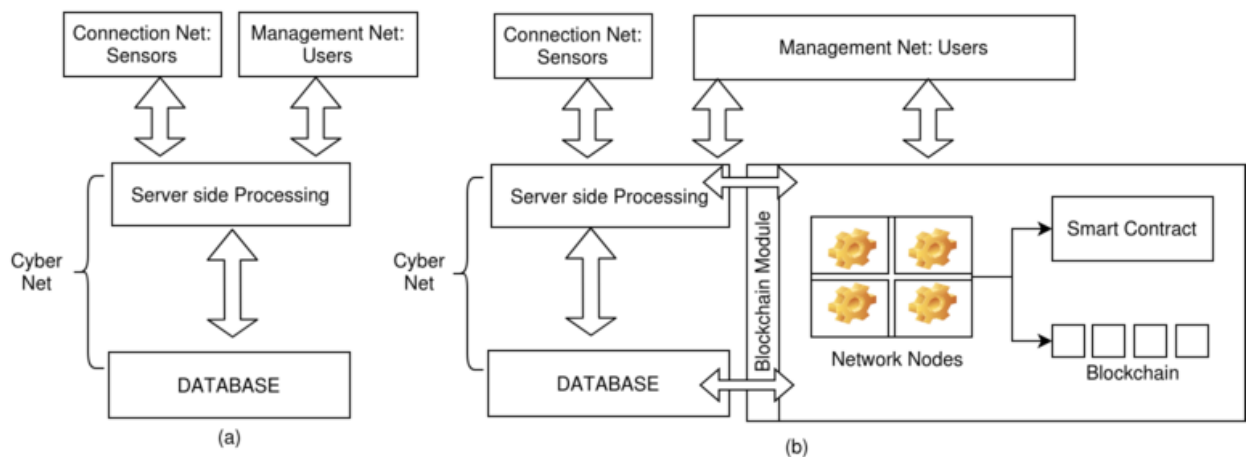 Connection Net:
Sensors
Management Net:
Users
Server side Processing
Cyber
Net
DATABASE
(a)
Connection Net:
Sensors
Management Net: Users
Server side Processing
Cyber
Net
DATABASE
Blockchain Module
Network Nodes
Smart Contract
Blockchain
(b)